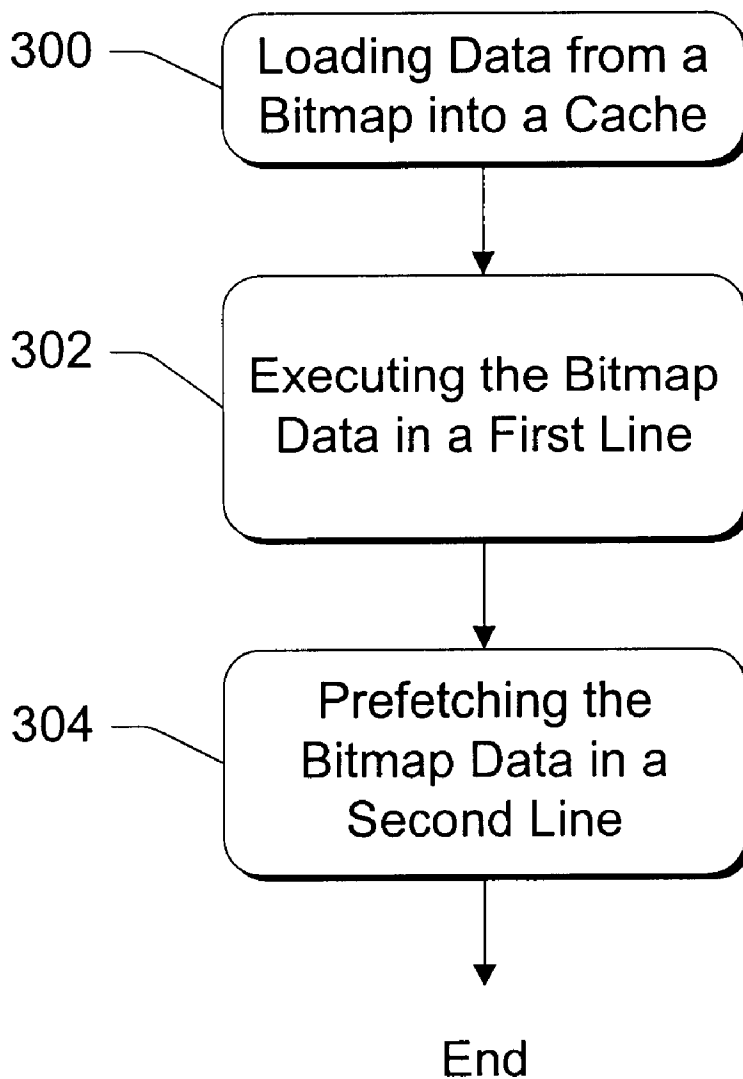 300
Loading Data from a
Bitmap into a Cache
302
Executing the Bitmap
Data in a First Line
304
Prefetching the
Bitmap Data in a
Second Line
End